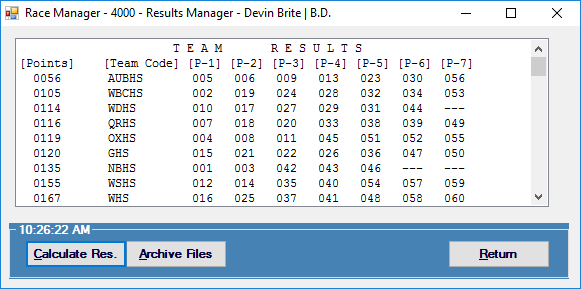 Race Manager - 4000 - Results Manager - Devin Brite | B.D.
T E A M R E S U L T S
[Points] [Team Code] [P-1] [P-2] [P-3] [P-4] [P-5] [P-6] [P-7]
0056 AUBHS 005 006 009 013 023 030 056
0105 WBCHS 002 019 024 028 032 034 053
0114 WDHS 010 017 027 029 031 044 ---
0116 QRHS 007 018 020 033 038 039 049
0119 OXHS 004 008 011 045 051 052 055
0120 GHS 015 021 022 026 036 047 050
0135 NBHS 001 003 042 043 046 --- ---
0155 WSHS 012 014 035 040 054 057 059
0167 WHS 016 025 037 041 048 058 060
10:26:22 AM
Calculate Res. Archive Files Return